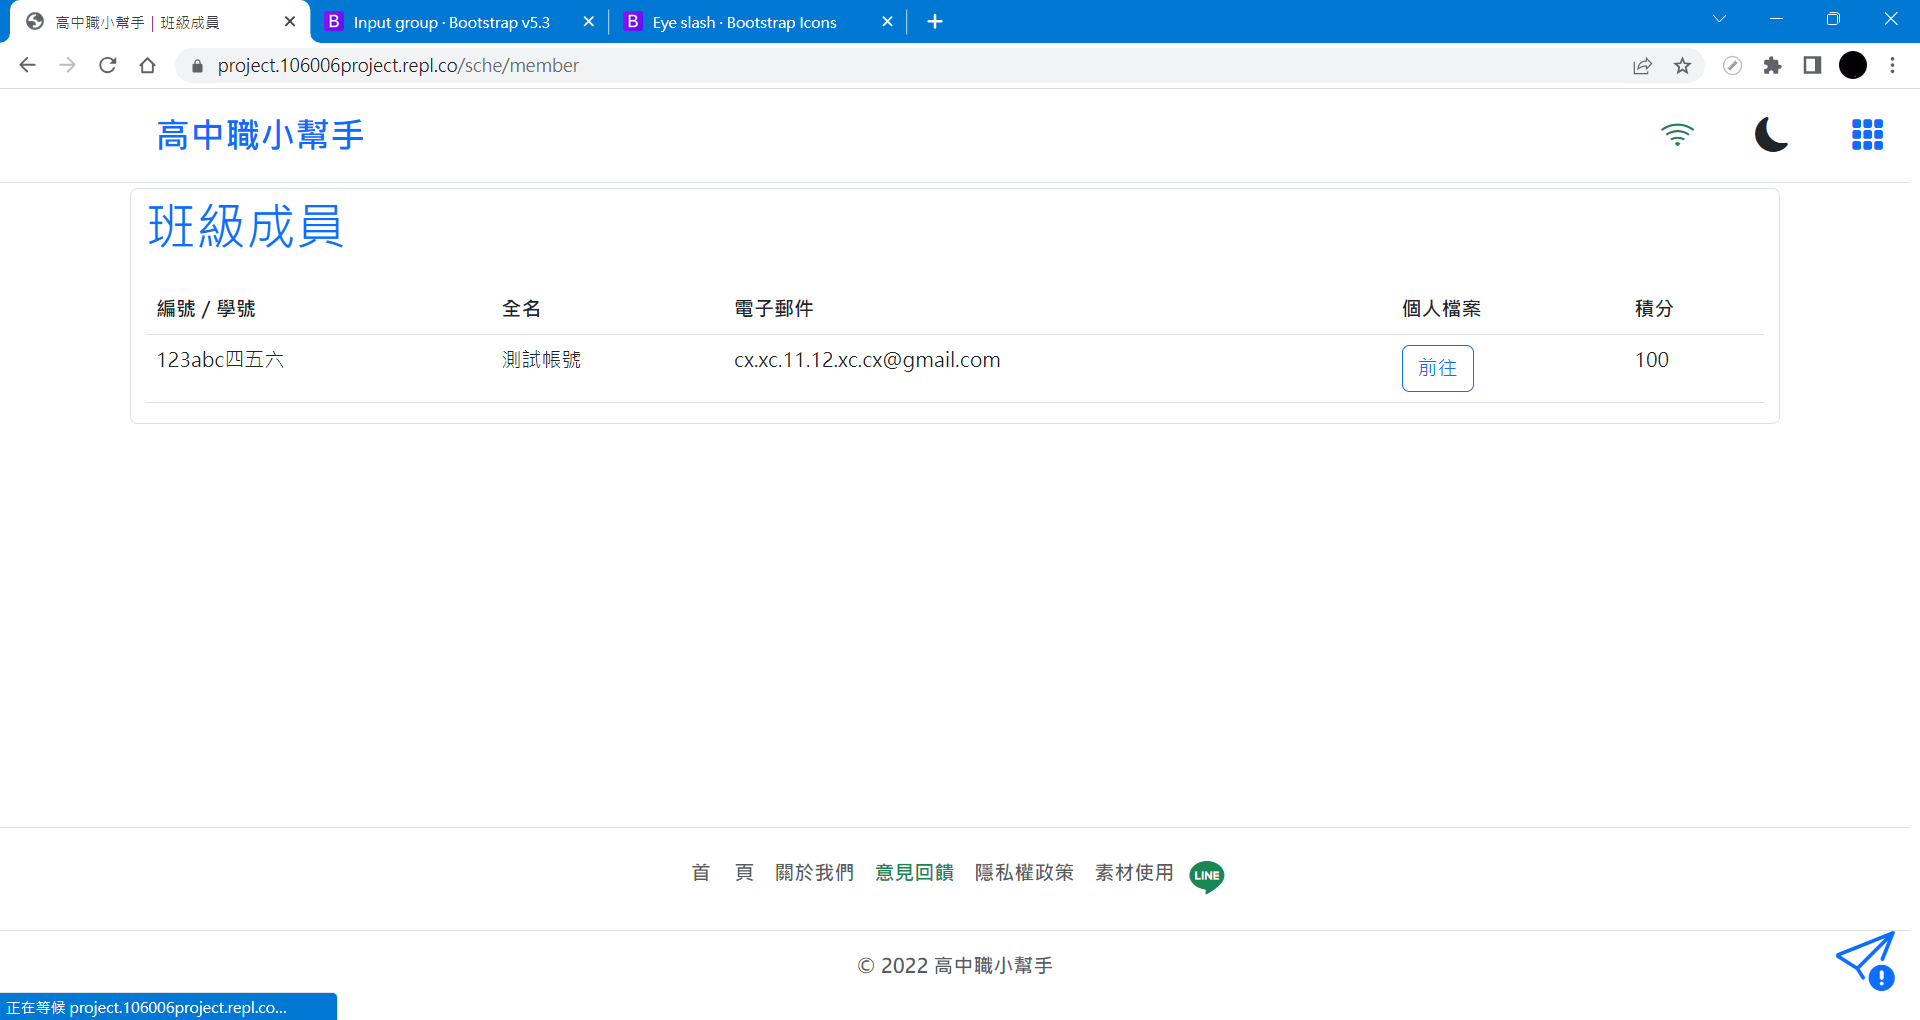 高中職小幫手 | 班級成員
Input group · Bootstrap v5.3
Eye slash · Bootstrap Icons
project.106006project.repl.co/sche/member
高中職小幫手
班級成員
編號 / 學號 全名 電子郵件 個人檔案 積分
123abc四五六 測試帳號 cx.xc.11.12.xc.cx@gmail.com 前往 100
首 頁 關於我們 意見回饋 隱私權政策 素材使用 LINE
© 2022 高中職小幫手
正在等候 project.106006project.repl.co...